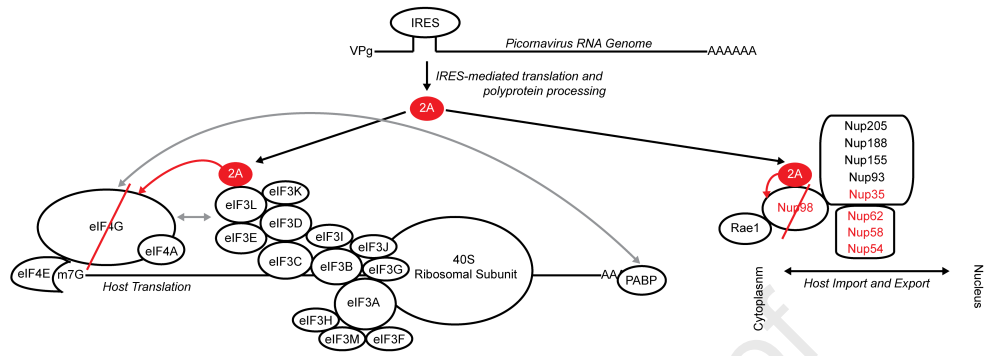 IRES
VPg
Picornavirus RNA Genome
AAAAAA
IRES-mediated translation and
polyprotein processing
2A
2A
eIF3K
eIF3L
eIF4G
eIF3D
eIF3E
eIF3I
eIF4A
eIF3J
eIF3C
eIF3B
eIF3G
40S
Ribosomal Subunit
eIF4E
m7G
Host Translation
AA
PABP
eIF3A
eIF3H
eIF3M
eIF3F
2A
Nup98
Rae1
Nup205
Nup188
Nup155
Nup93
Nup35
Nup62
Nup58
Nup54
Cytoplasnm
Host Import and Export
Nucleus